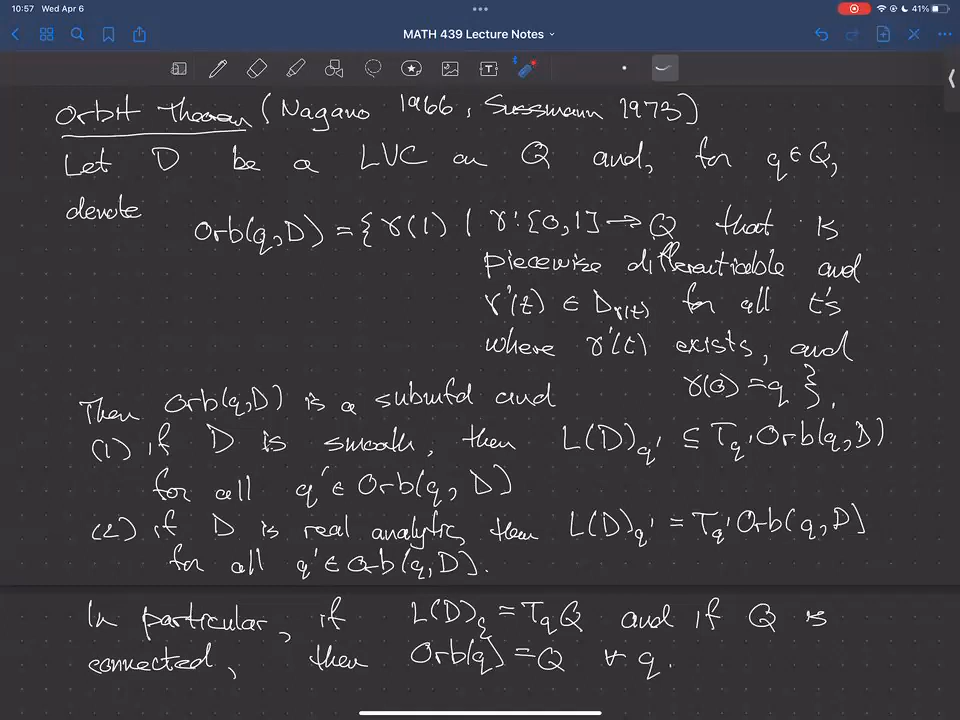 10:57 Wed Apr 6
41%
MATH 439 Lecture Notes
Orbit Theorem (Nagano 1966, Sussmann 1973)
Let D be a LVC on Q and, for q ∈ Q,
denote
Orb(q,D) = { γ(1) | γ: [0,1] → Q that is
piecewise differentiable and
γ'(t) ∈ D_γ(t) for all t's
where γ'(t) exists, and
γ(0) = q }.
Then Orb(q,D) is a submfd and
(1) if D is smooth, then L(D)_q' ⊆ T_q' Orb(q,D)
for all q' ∈ Orb(q,D)
(2) if D is real analytic, then L(D)_q' = T_q' Orb(q,D)
for all q' ∈ Orb(q,D).
In particular, if L(D)_q = T_q Q and if Q is
connected, then Orb(q) = Q ∀ q.